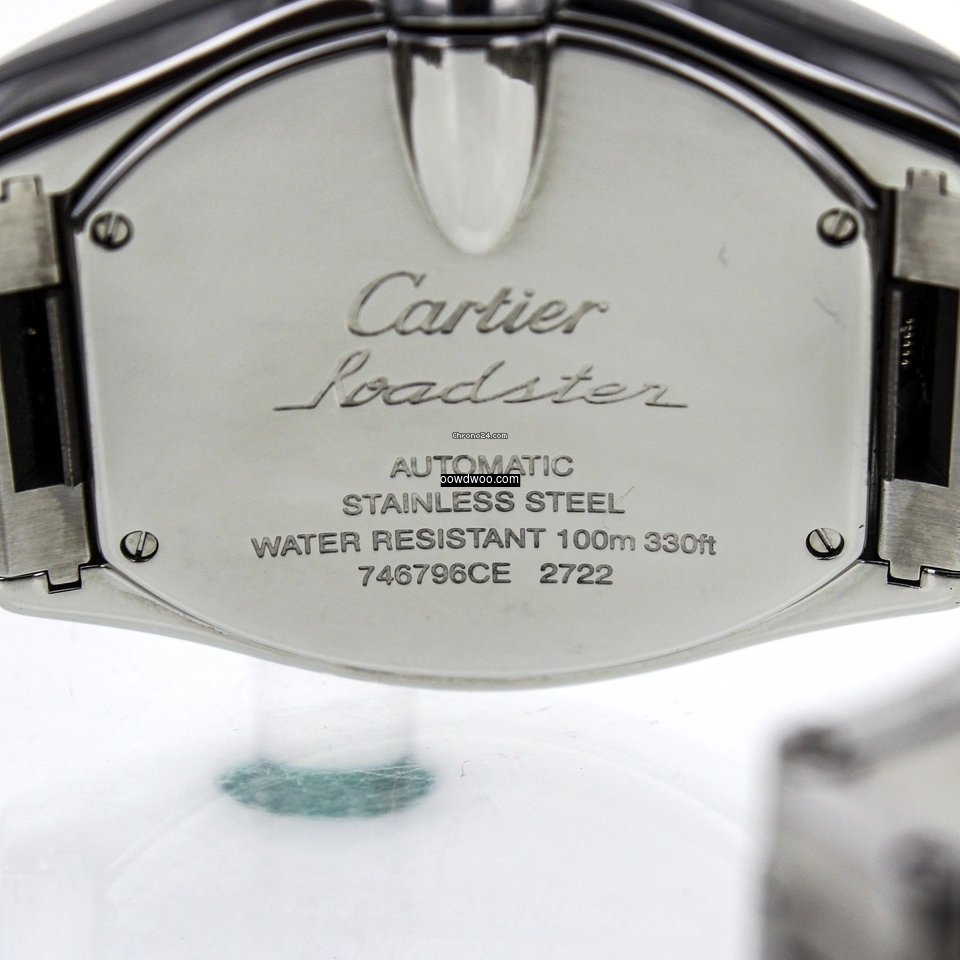 Cartier
Roadster
Chrono24.com
AUTOMATIC
oowdwoo.com
STAINLESS STEEL
WATER RESISTANT 100m 330ft
746796CE 2722